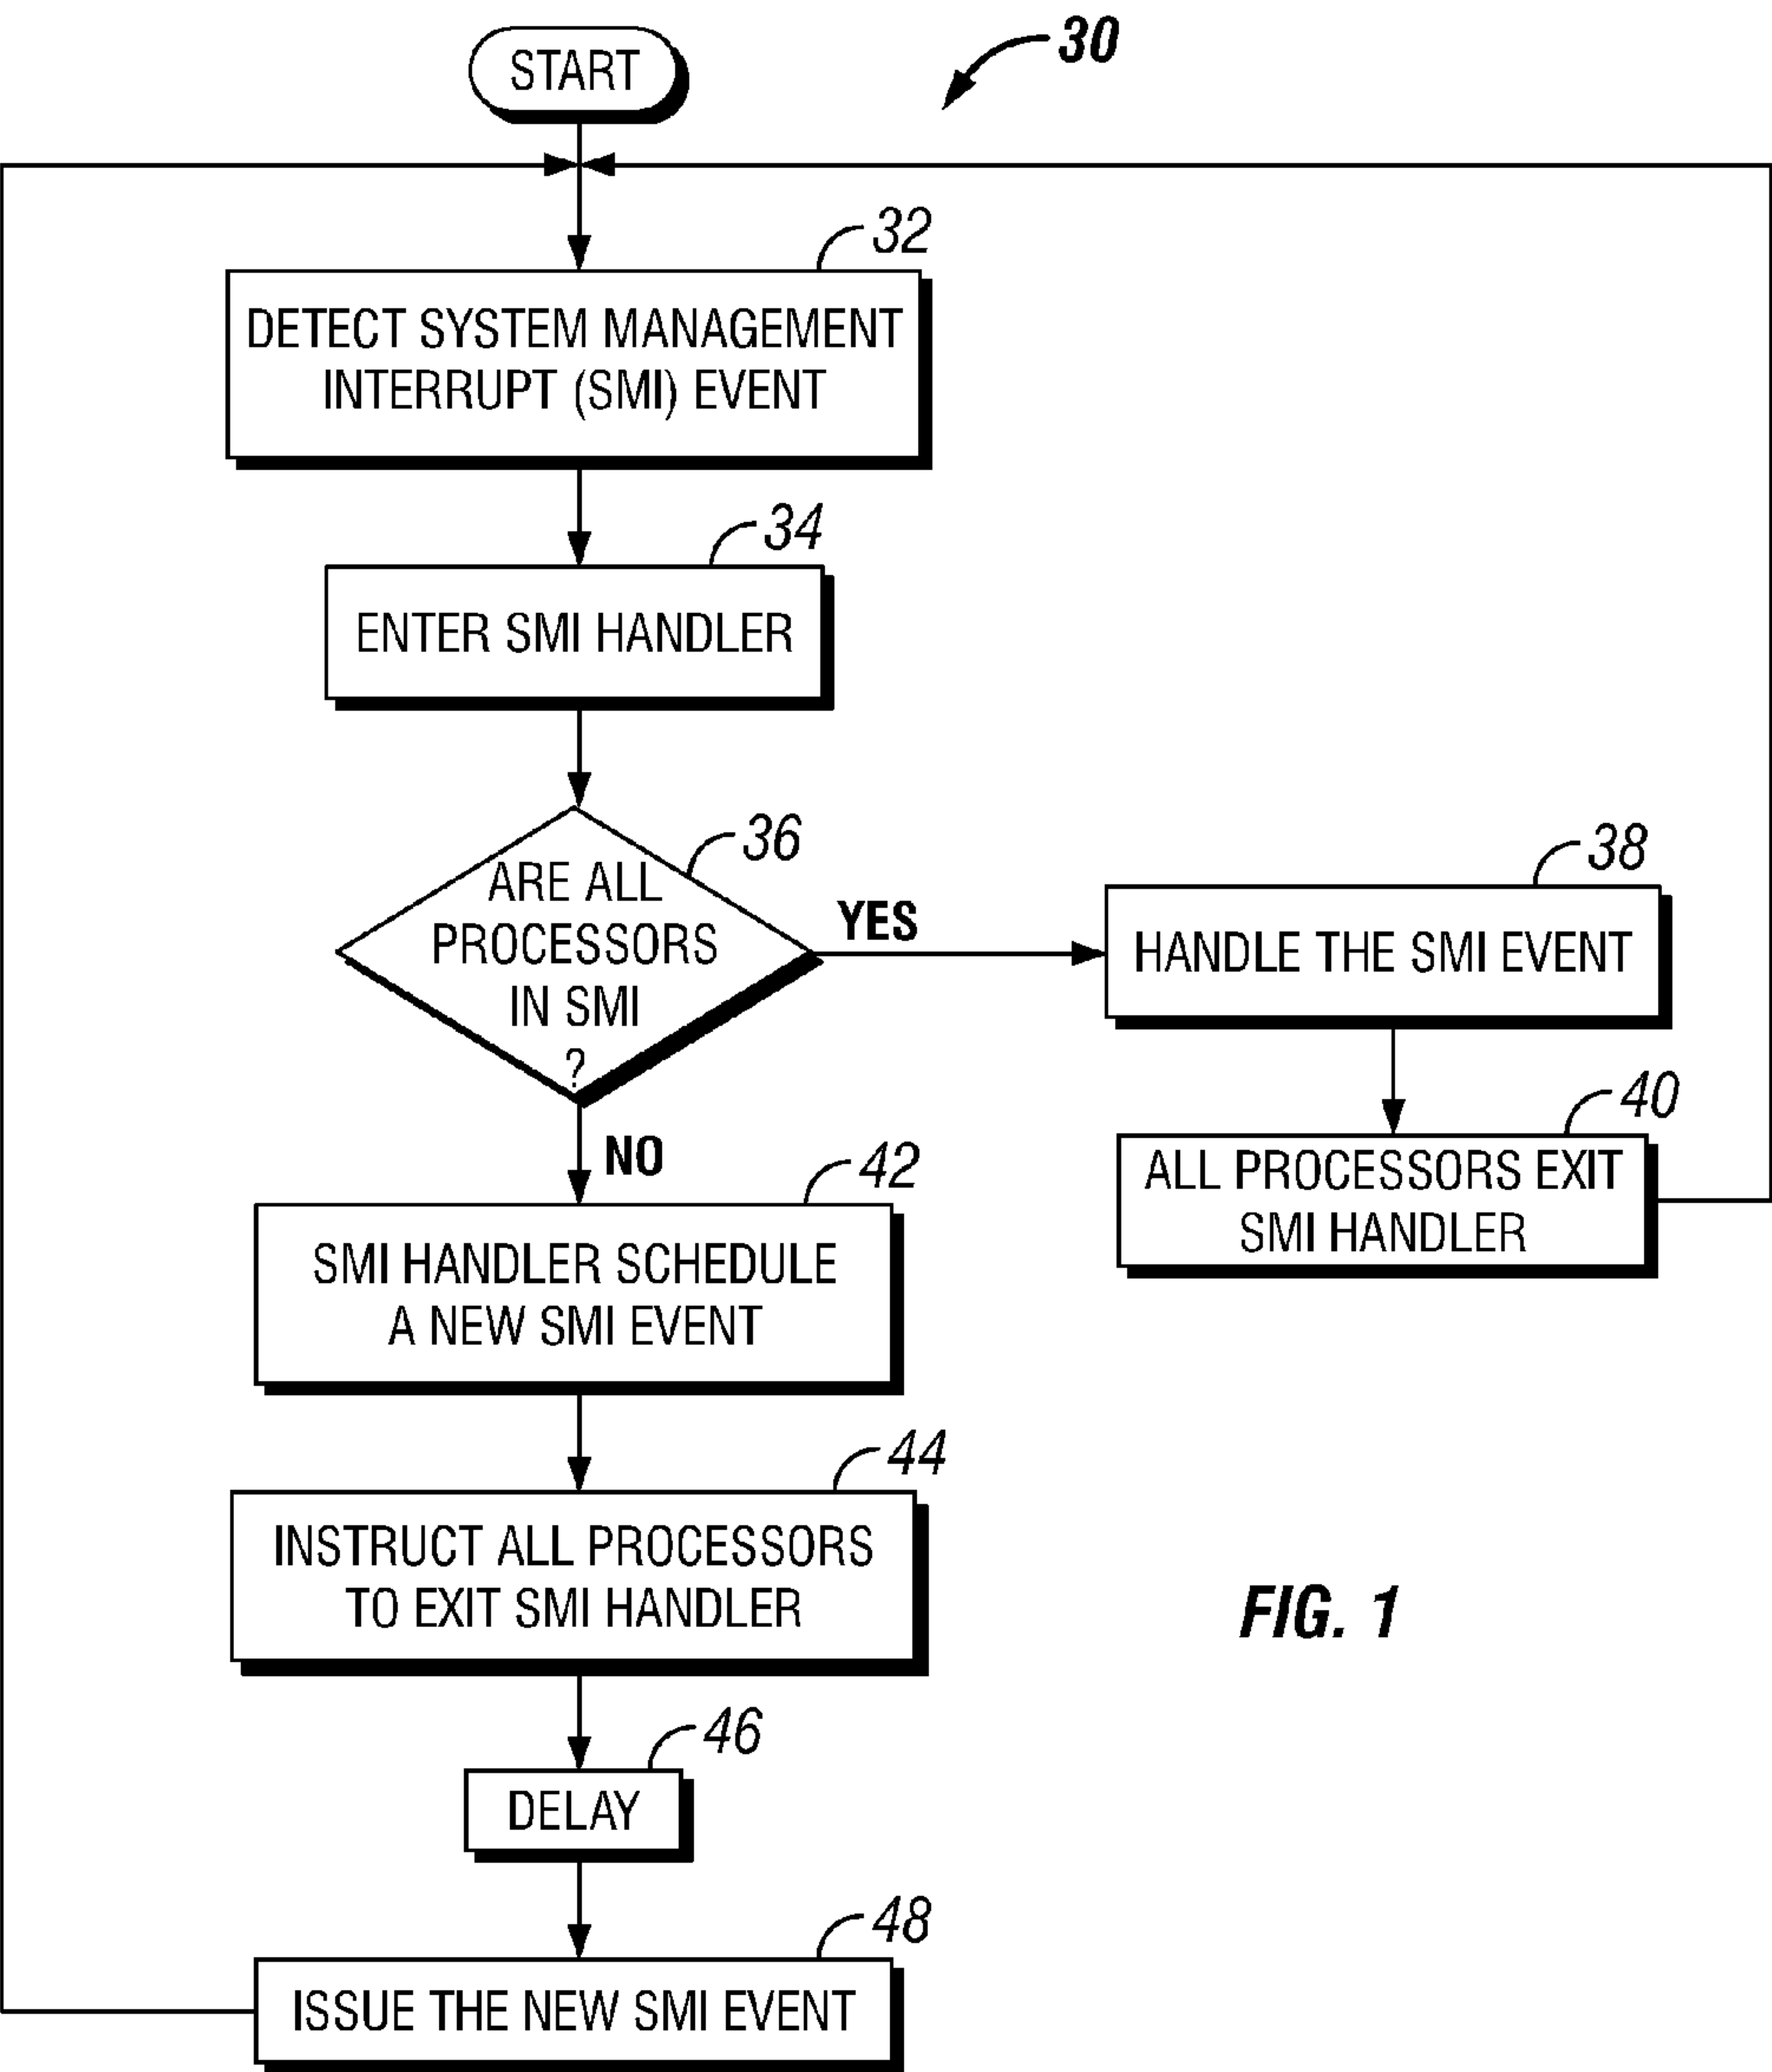 START
30
32
DETECT SYSTEM MANAGEMENT
INTERRUPT (SMI) EVENT
34
ENTER SMI HANDLER
36
ARE ALL
PROCESSORS
IN SMI
?
YES
38
HANDLE THE SMI EVENT
40
ALL PROCESSORS EXIT
SMI HANDLER
NO
42
SMI HANDLER SCHEDULE
A NEW SMI EVENT
44
INSTRUCT ALL PROCESSORS
TO EXIT SMI HANDLER
FIG. 1
46
DELAY
48
ISSUE THE NEW SMI EVENT